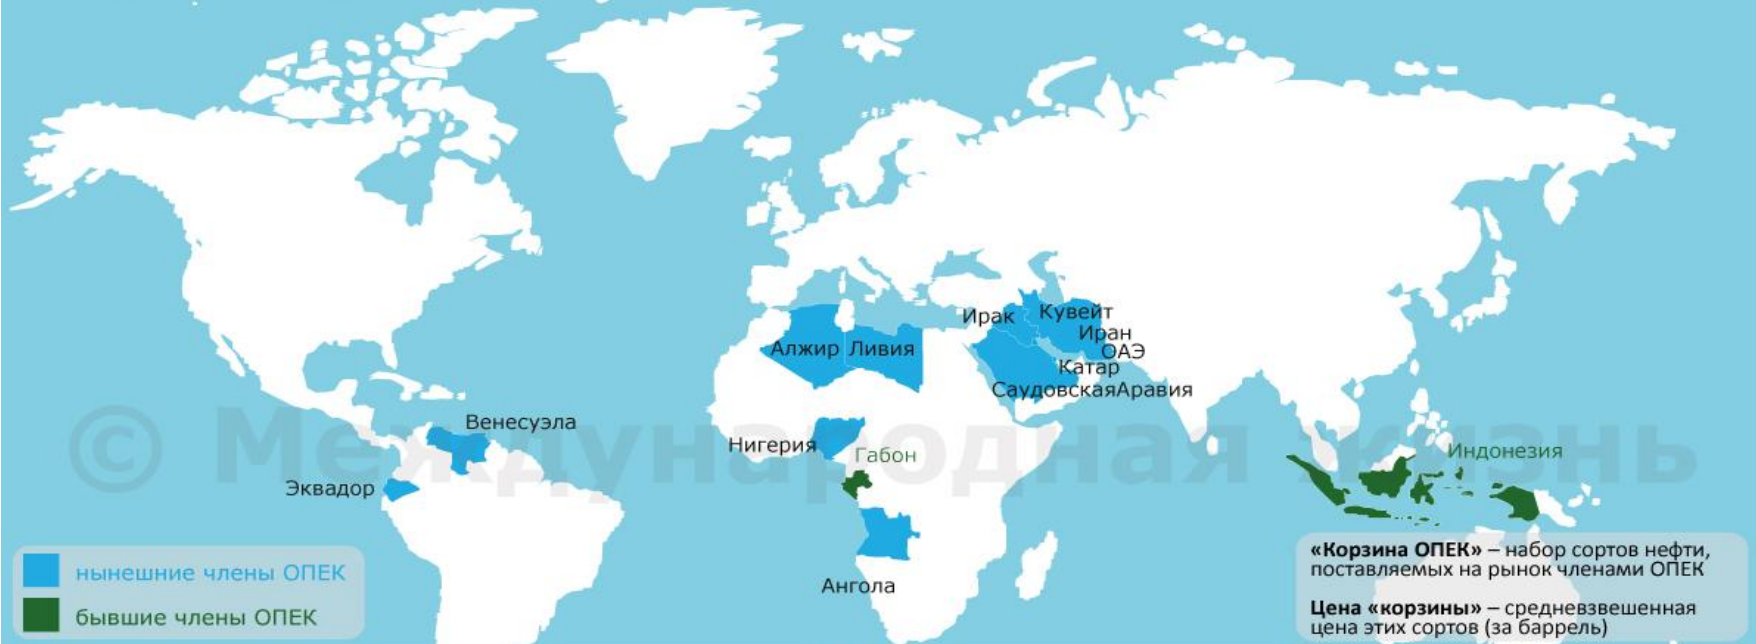 Ирак
Кувейт
Иран
ОАЭ
Алжир
Ливия
Катар
СаудовскаяАравия
Венесуэла
Нигерия
Габон
Индонезия
Эквадор
Ангола
© Международная жизнь
нынешние члены ОПЕК
бывшие члены ОПЕК
«Корзина ОПЕК» – набор сортов нефти,
поставляемых на рынок членами ОПЕК
Цена «корзины» – средневзвешенная
цена этих сортов (за баррель)